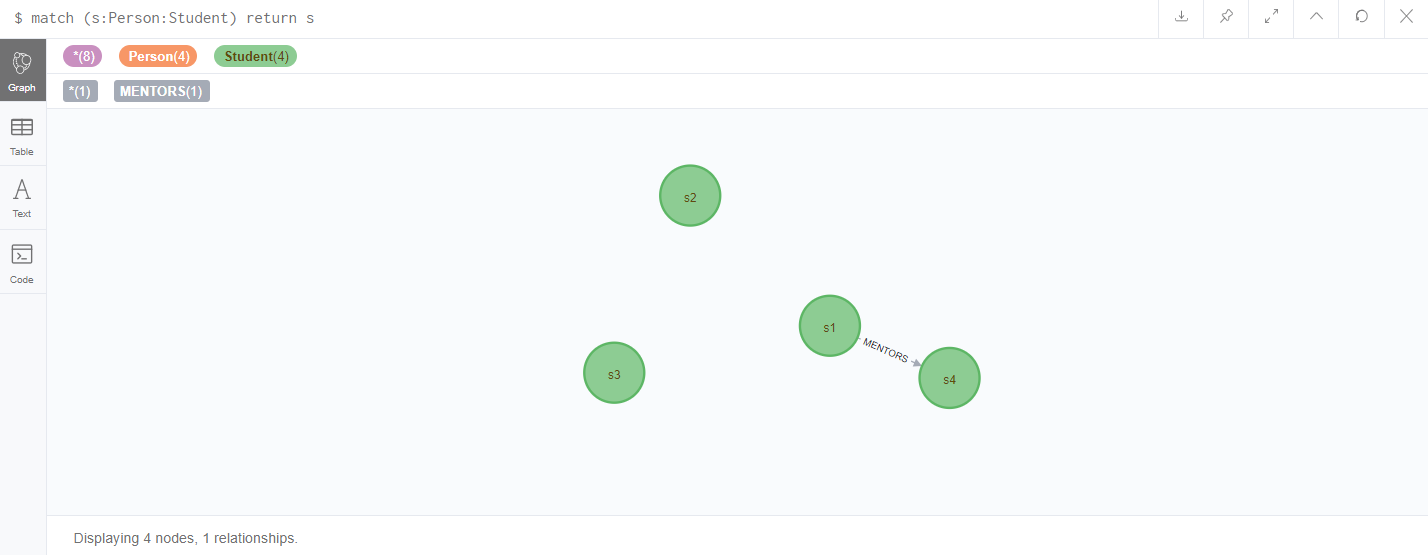 $ match (s:Person:Student) return s
Graph
*(8) Person(4) Student(4)
*(1) MENTORS(1)
Table
Text
Code
s2
s1
MENTORS
s3
s4
Displaying 4 nodes, 1 relationships.